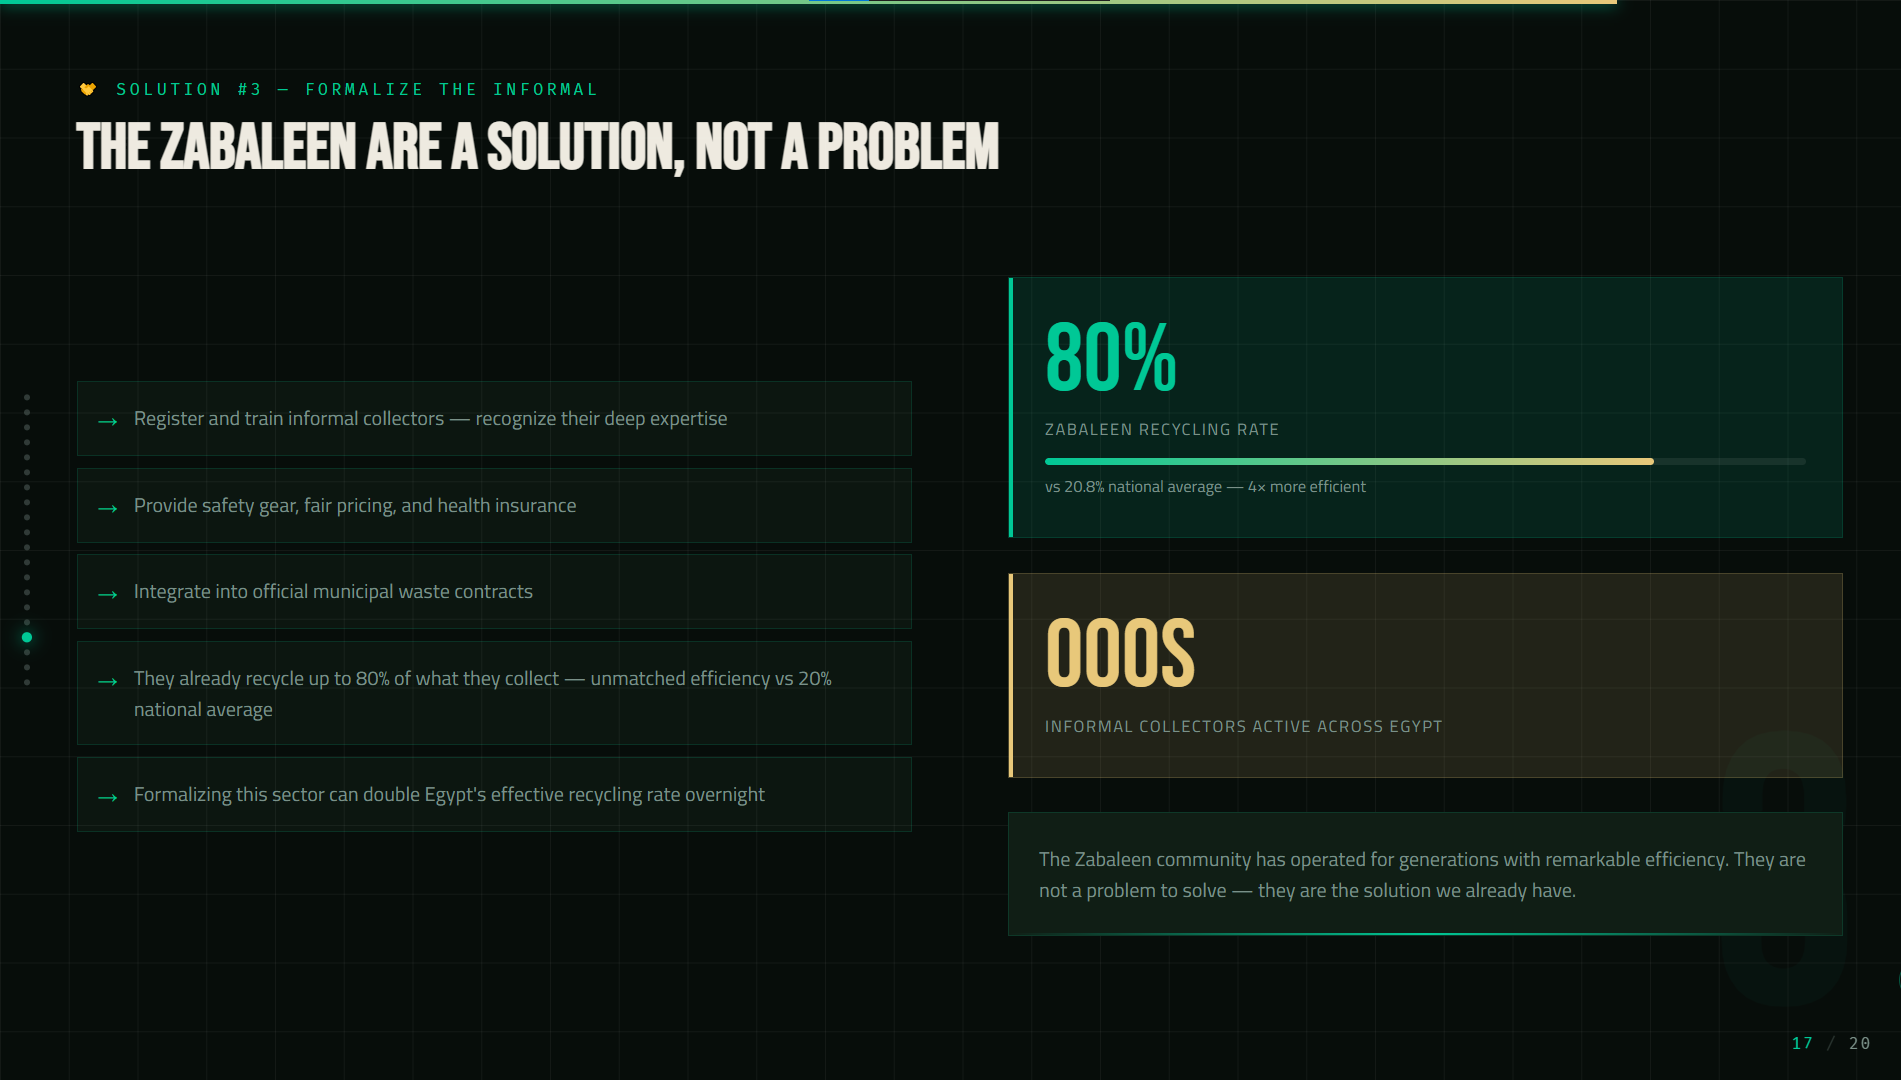 SOLUTION #3 — FORMALIZE THE INFORMAL
THE ZABALEEN ARE A SOLUTION, NOT A PROBLEM
→ Register and train informal collectors — recognize their deep expertise
→ Provide safety gear, fair pricing, and health insurance
→ Integrate into official municipal waste contracts
→ They already recycle up to 80% of what they collect — unmatched efficiency vs 20%
national average
→ Formalizing this sector can double Egypt's effective recycling rate overnight
80%
ZABALEEN RECYCLING RATE
vs 20.8% national average — 4× more efficient
000S
INFORMAL COLLECTORS ACTIVE ACROSS EGYPT
The Zabaleen community has operated for generations with remarkable efficiency. They are
not a problem to solve — they are the solution we already have.
17 / 20